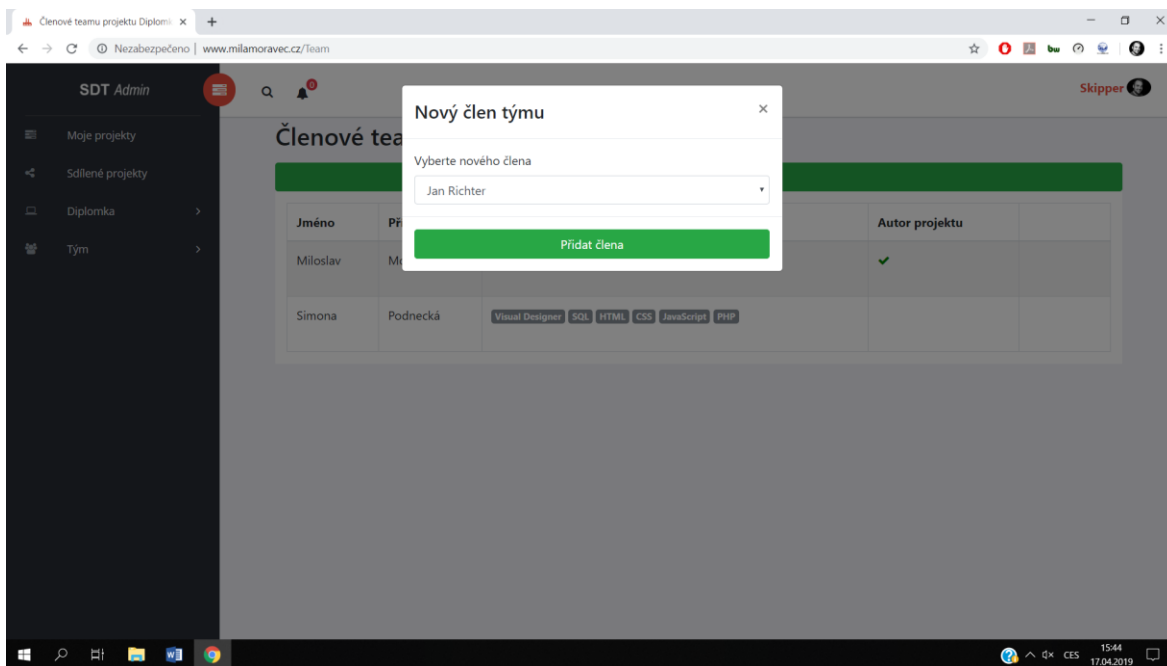 Členové teamu projektu Diplom
Nezabezpečeno | www.milamoravec.cz/Team
SDT Admin
Skipper
Nový člen týmu
×
Moje projekty
Členové tea
Vyberte nového člena
Sdílené projekty
Jan Richter
Diplomka
Jméno
Autor projektu
Tým
Přidat člena
Miloslav
Simona
Podnecká
Visual Designer SQL HTML CSS JavaScript PHP
CES
15:44
17.04.2019